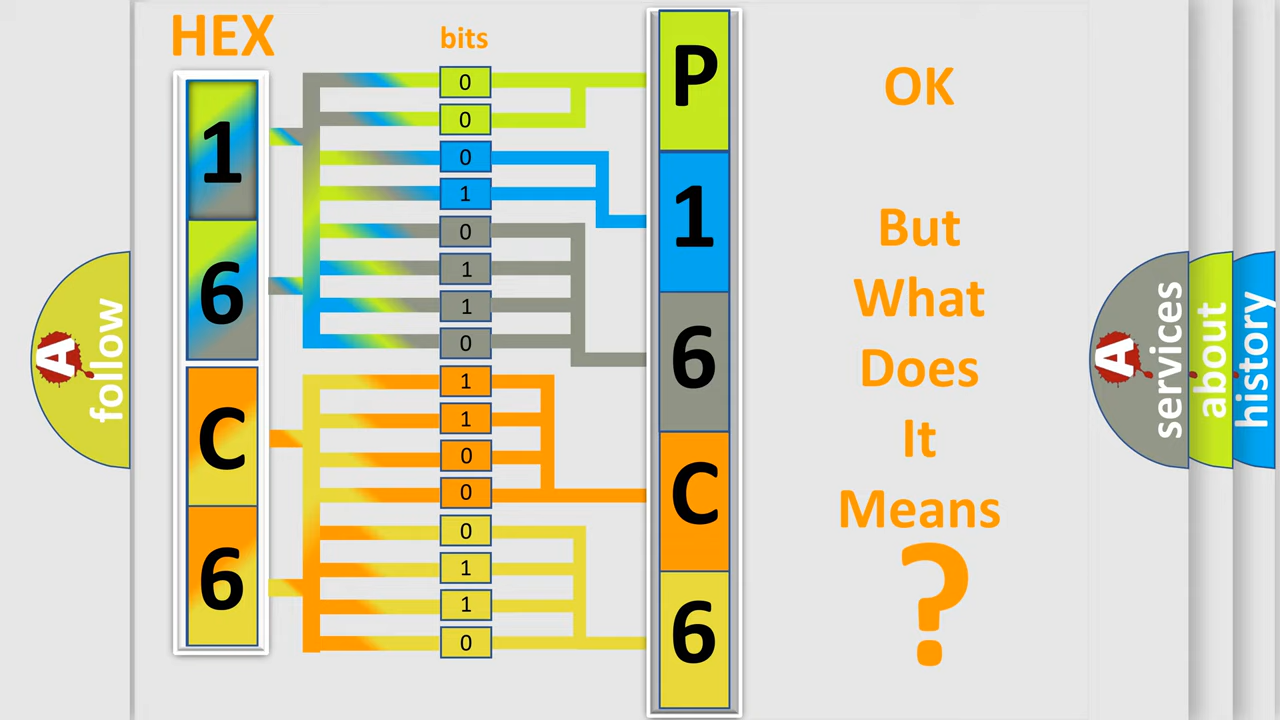 HEX
bits
1
6
C
6
0
0
0
1
0
1
1
0
1
1
0
0
0
1
1
0
P
1
6
C
6
OK
But
What
Does
It
Means
?
A
follow
A
services
about
history